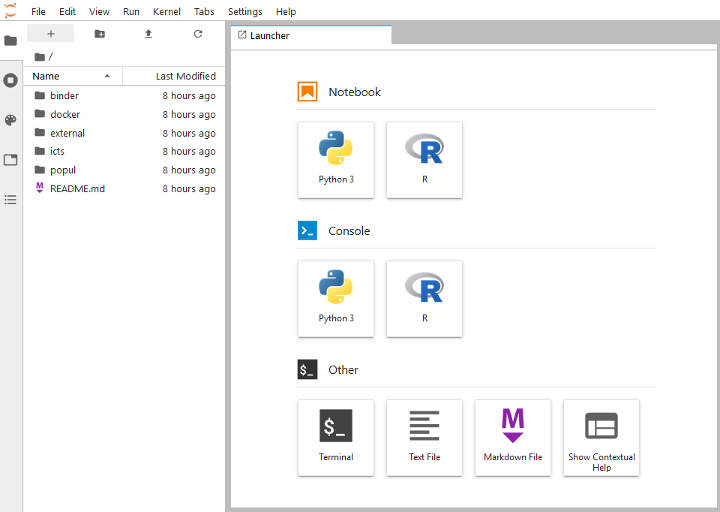 File Edit View Run Kernel Tabs Settings Help
Launcher
/
Name Last Modified
binder 8 hours ago
docker 8 hours ago
external 8 hours ago
icts 8 hours ago
popul 8 hours ago
README.md 8 hours ago
Notebook
Python 3
R
Console
Python 3
R
$_ Other
$_
Terminal
Text File
M
Markdown File
Show Contextual
Help